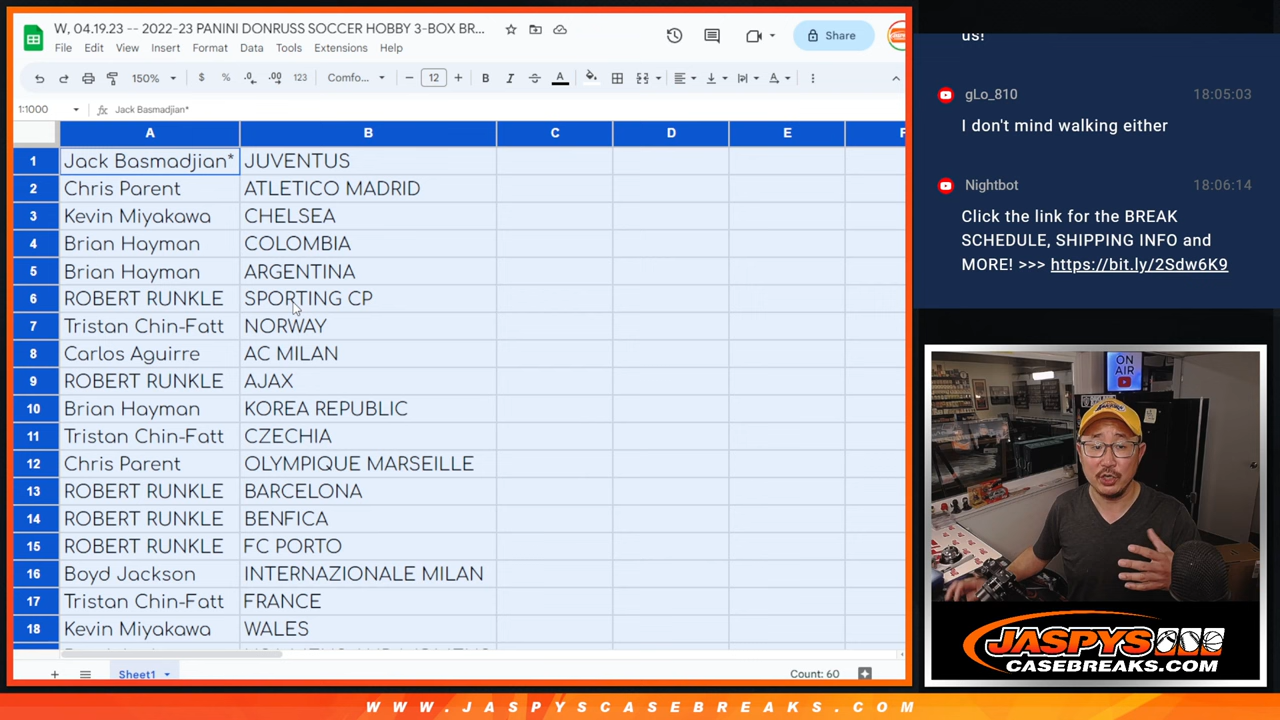 W, 04.19.23 -- 2022-23 PANINI DONRUSS SOCCER HOBBY 3-BOX BR...
Share
File Edit View Insert Format Data Tools Extensions Help
150% $ % .0 .00 123 Comfo... 12 B I A
1:1000 fx Jack Basmadjian*
A B C D E F
1 Jack Basmadjian* JUVENTUS
2 Chris Parent ATLETICO MADRID
3 Kevin Miyakawa CHELSEA
4 Brian Hayman COLOMBIA
5 Brian Hayman ARGENTINA
6 ROBERT RUNKLE SPORTING CP
7 Tristan Chin-Fatt NORWAY
8 Carlos Aguirre AC MILAN
9 ROBERT RUNKLE AJAX
10 Brian Hayman KOREA REPUBLIC
11 Tristan Chin-Fatt CZECHIA
12 Chris Parent OLYMPIQUE MARSEILLE
13 ROBERT RUNKLE BARCELONA
14 ROBERT RUNKLE BENFICA
15 ROBERT RUNKLE FC PORTO
16 Boyd Jackson INTERNAZIONALE MILAN
17 Tristan Chin-Fatt FRANCE
18 Kevin Miyakawa WALES
Sheet1 Count: 60
us!
gLo_810 18:05:03
I don't mind walking either
Nightbot 18:06:14
Click the link for the BREAK
SCHEDULE, SHIPPING INFO and
MORE! >>> https://bit.ly/2Sdw6K9
ON
AIR
JASPYS
CASEBREAKS.COM
WWW.JASPYSCASEBREAKS.COM